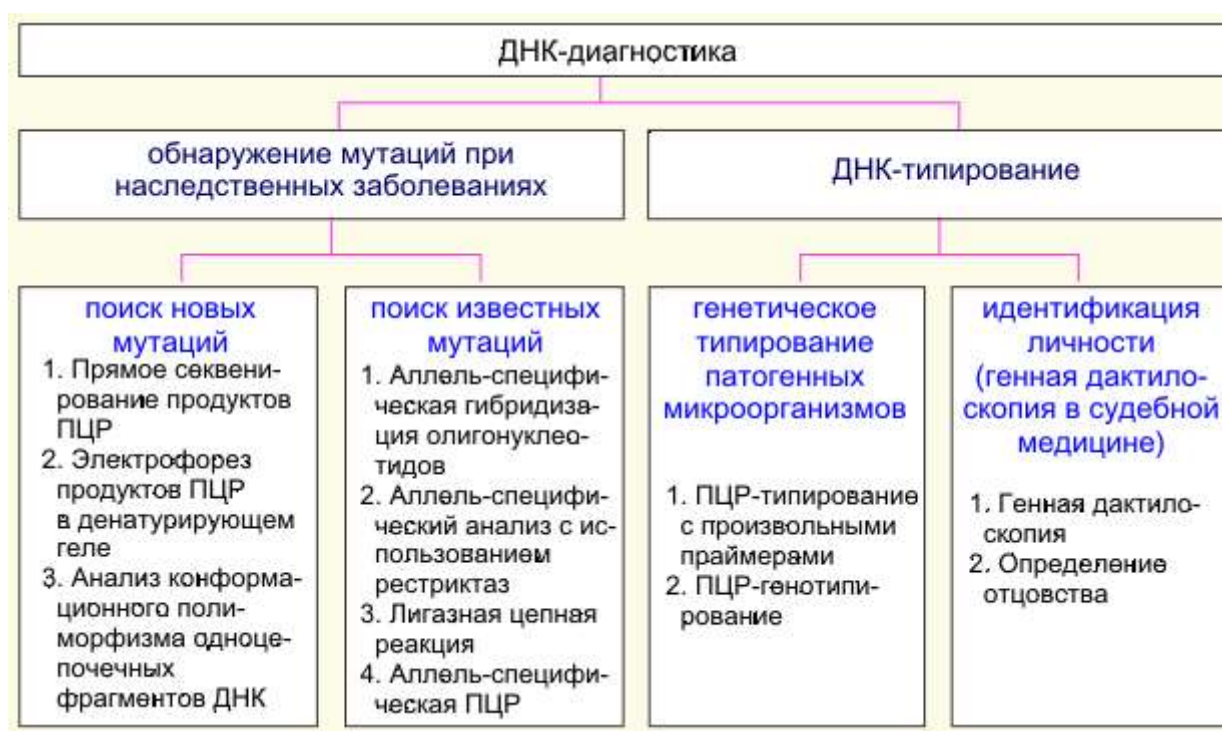 ДНК-диагностика
обнаружение мутаций при
наследственных заболеваниях
ДНК-типирование
поиск новых
мутаций
1. Прямое секвени-
рование продуктов
ПЦР
2. Электрофорез
продуктов ПЦР
в денатурирующем
геле
3. Анализ конформа-
ционного поли-
морфизма одноце-
почечных
фрагментов ДНК
поиск известных
мутаций
1. Аллель-специфи-
ческая гибридиза-
ция олигонуклео-
тидов
2. Аллель-специфи-
ческий анализ с ис-
пользованием
рестриктаз
3. Лигазная цепная
реакция
4. Аллель-специфи-
ческая ПЦР
генетическое
типирование
патогенных
микроорганизмов
1. ПЦР-типирование
с произвольными
праймерами
2. ПЦР-генотипи-
рование
идентификация
личности
(генная дактило-
скопия в судебной
медицине)
1. Генная дактило-
скопия
2. Определение
отцовства